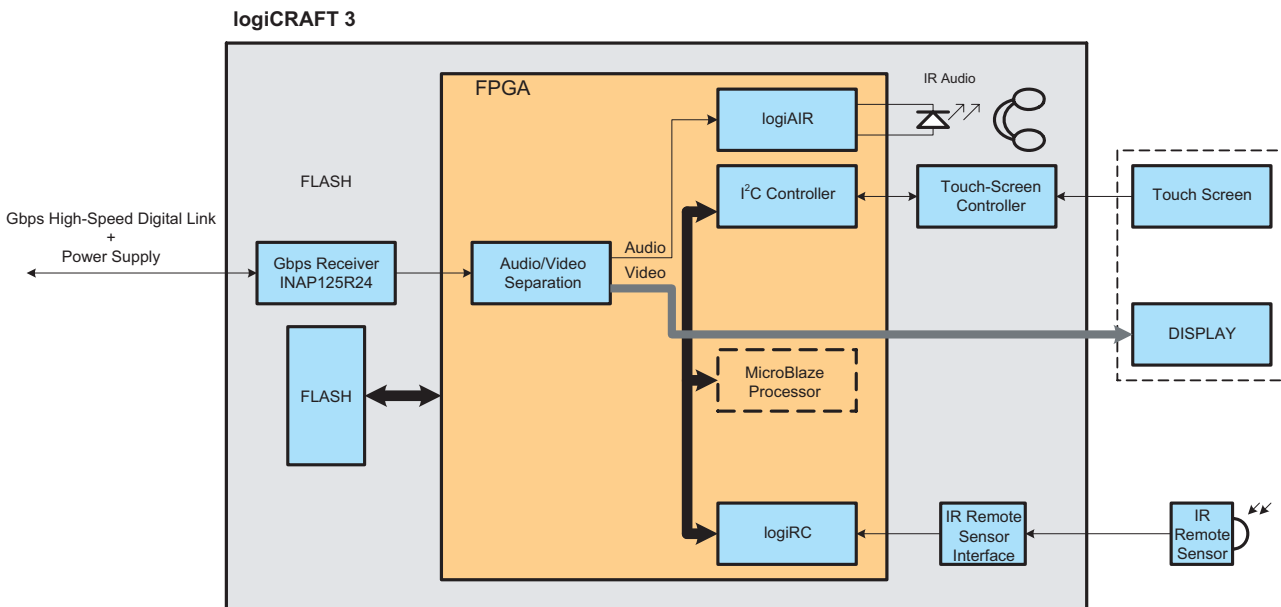 logiCRAFT 3
FPGA
IR Audio
logiAIR
FLASH
I²C Controller
Touch-Screen
Controller
Touch Screen
Gbps High-Speed Digital Link
+
Power Supply
Gbps Receiver
INAP125R24
Audio/Video
Separation
Audio
Video
DISPLAY
MicroBlaze
Processor
FLASH
logiRC
IR Remote
Sensor
Interface
IR
Remote
Sensor